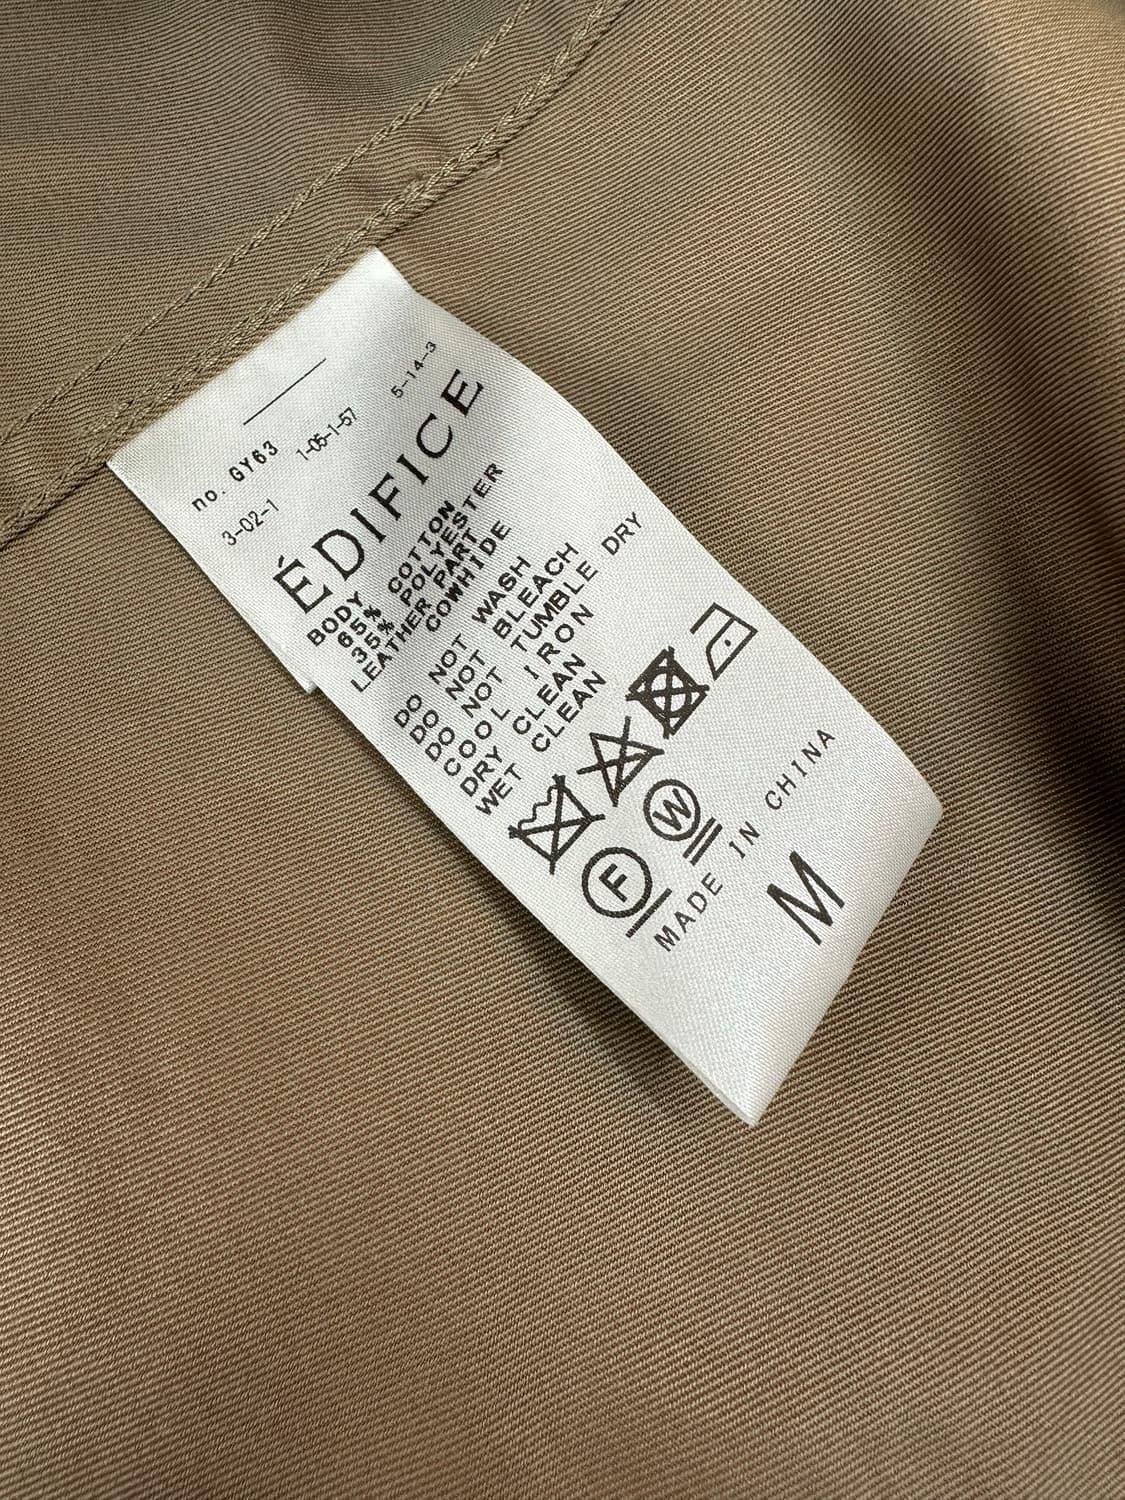 no. GY63
1-05-1-57
5-14-3
3-02-1
ÉDIFICE
BODY
65% COTTON
35% POLYESTER
LEATHER PART
COWHIDE
DO NOT WASH
DO NOT BLEACH
DO NOT TUMBLE DRY
COOL IRON
DRY CLEAN
WET CLEAN
F
W
MADE IN CHINA
M